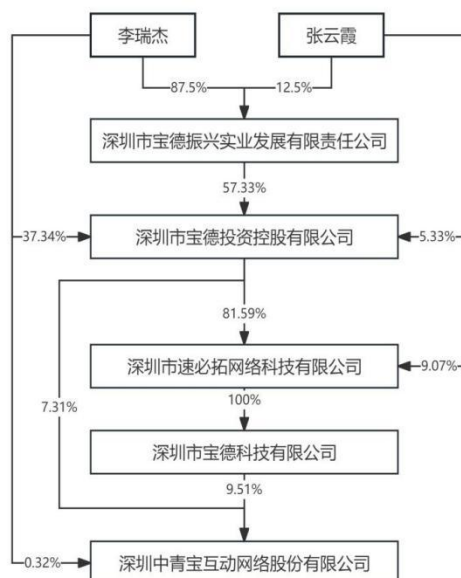 李瑞杰
张云霞
87.5%
12.5%
深圳市宝德振兴实业发展有限责任公司
57.33%
37.34%
深圳市宝德投资控股有限公司
5.33%
81.59%
深圳市速必拓网络科技有限公司
9.07%
7.31%
100%
深圳市宝德科技有限公司
9.51%
0.32%
深圳中青宝互动网络股份有限公司